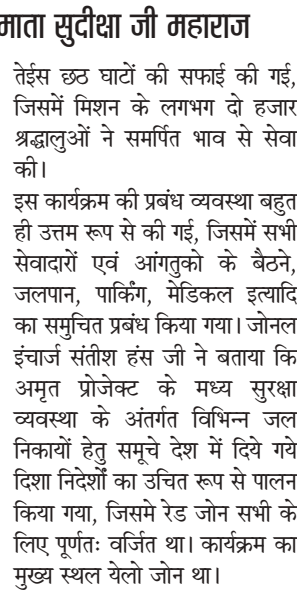 माता सुदीक्षा जी महाराज
तेईस छठ घाटों की सफाई की गई,
जिसमें मिशन के लगभग दो हजार
श्रद्धालुओं ने समर्पित भाव से सेवा
की।
इस कार्यक्रम की प्रबंध व्यवस्था बहुत
ही उत्तम रूप से की गई, जिसमें सभी
सेवादारों एवं आंगतुको के बैठने,
जलपान, पार्किंग, मेडिकल इत्यादि
का समुचित प्रबंध किया गया। जोनल
इंचार्ज संतीश हंस जी ने बताया कि
अमृत प्रोजेक्ट के मध्य सुरक्षा
व्यवस्था के अंतर्गत विभिन्न जल
निकायों हेतु समूचे देश में दिये गये
दिशा निदेर्शों का उचित रूप से पालन
किया गया, जिसमे रेड जोन सभी के
लिए पूर्णतः वर्जित था। कार्यक्रम का
मुख्य स्थल येलो जोन था।